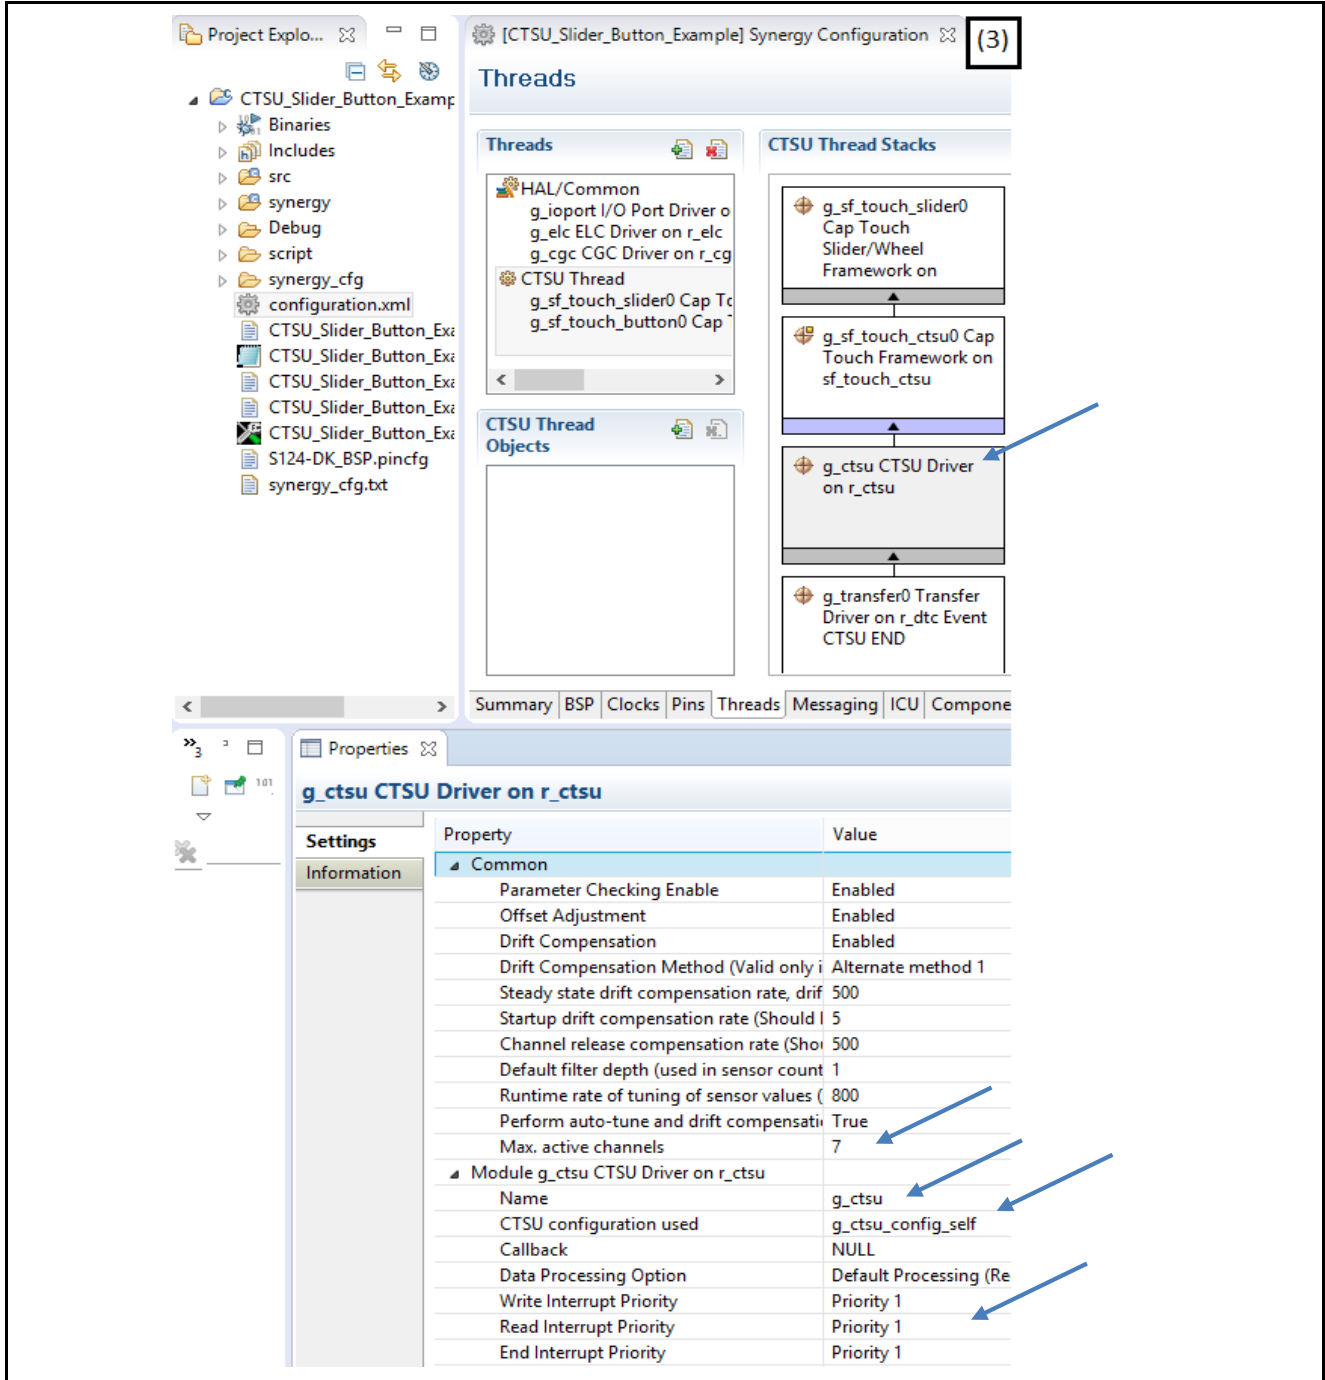 Project Explo...
[CTSU_Slider_Button_Example] Synergy Configuration
(3)
CTSU_Slider_Button_Examp
Binaries
Includes
src
synergy
Debug
script
synergy_cfg
configuration.xml
CTSU_Slider_Button_Exa
CTSU_Slider_Button_Exa
CTSU_Slider_Button_Exa
CTSU_Slider_Button_Exa
CTSU_Slider_Button_Exa
S124-DK_BSP.pincfg
synergy_cfg.txt
Threads
Threads
HAL/Common
g_ioport I/O Port Driver o
g_elc ELC Driver on r_elc
g_cgc CGC Driver on r_cg
CTSU Thread
g_sf_touch_slider0 Cap To
g_sf_touch_button0 Cap T
CTSU Thread
Objects
CTSU Thread Stacks
g_sf_touch_slider0
Cap Touch
Slider/Wheel
Framework on
g_sf_touch_ctsu0 Cap
Touch Framework on
sf_touch_ctsu
g_ctsu CTSU Driver
on r_ctsu
g_transfer0 Transfer
Driver on r_dtc Event
CTSU END
Summary BSP Clocks Pins Threads Messaging ICU Compone
3
Properties
g_ctsu CTSU Driver on r_ctsu
Settings
Information
Property Value
Common
Parameter Checking Enable Enabled
Offset Adjustment Enabled
Drift Compensation Enabled
Drift Compensation Method (Valid only i Alternate method 1
Steady state drift compensation rate, drif 500
Startup drift compensation rate (Should l 5
Channel release compensation rate (Shou 500
Default filter depth (used in sensor count 1
Runtime rate of tuning of sensor values ( 800
Perform auto-tune and drift compensati True
Max. active channels 7
Module g_ctsu CTSU Driver on r_ctsu
Name g_ctsu
CTSU configuration used g_ctsu_config_self
Callback NULL
Data Processing Option Default Processing (Re
Write Interrupt Priority Priority 1
Read Interrupt Priority Priority 1
End Interrupt Priority Priority 1